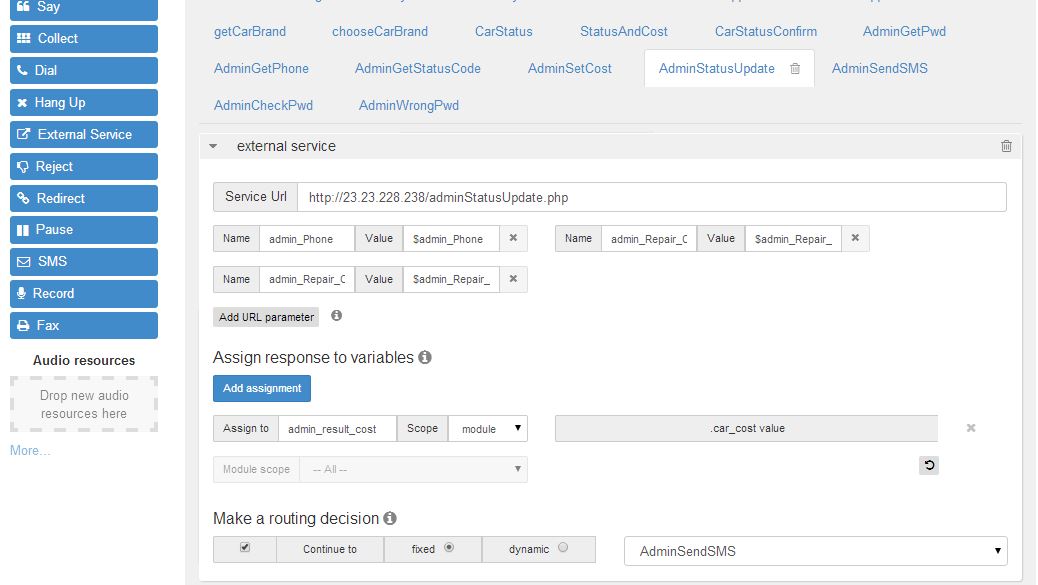 Say
Collect
Dial
Hang Up
External Service
Reject
Redirect
Pause
SMS
Record
Fax
Audio resources
Drop new audio
resources here
More...
getCarBrand chooseCarBrand CarStatus StatusAndCost CarStatusConfirm AdminGetPwd
AdminGetPhone AdminGetStatusCode AdminSetCost AdminStatusUpdate AdminSendSMS
AdminCheckPwd AdminWrongPwd
external service
Service Url http://23.23.228.238/adminStatusUpdate.php
Name admin_Phone Value $admin_Phone Name admin_Repair_C Value $admin_Repair_
Name admin_Repair_C Value $admin_Repair_
Add URL parameter
Assign response to variables
Add assignment
Assign to admin_result_cost Scope module .car_cost value
Module scope -- All --
Make a routing decision
Continue to fixed dynamic AdminSendSMS